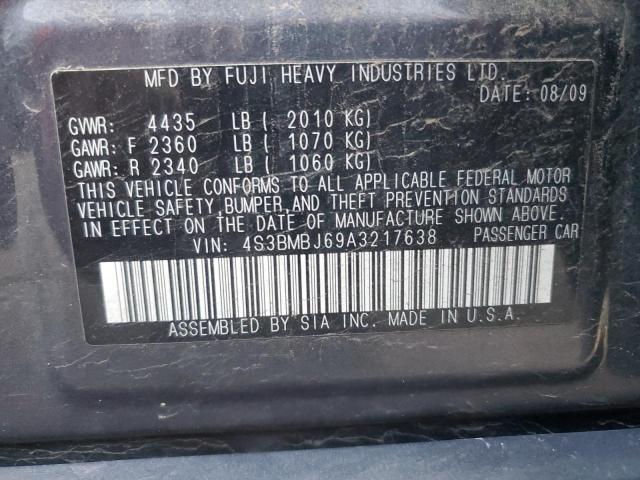 MFD BY FUJI HEAVY INDUSTRIES LTD.
DATE: 08/09
GVWR: 4435 LB ( 2010 KG)
GAWR: F 2360 LB ( 1070 KG)
GAWR: R 2340 LB ( 1060 KG)
THIS VEHICLE CONFORMS TO ALL APPLICABLE FEDERAL MOTOR
VEHICLE SAFETY BUMPER AND THEFT PREVENTION STANDARDS
IN EFFECT ON THE DATE OF MANUFACTURE SHOWN ABOVE.
VIN: 4S3BMBJ69A3217638 PASSENGER CAR
ASSEMBLED BY SIA INC. MADE IN U.S.A.